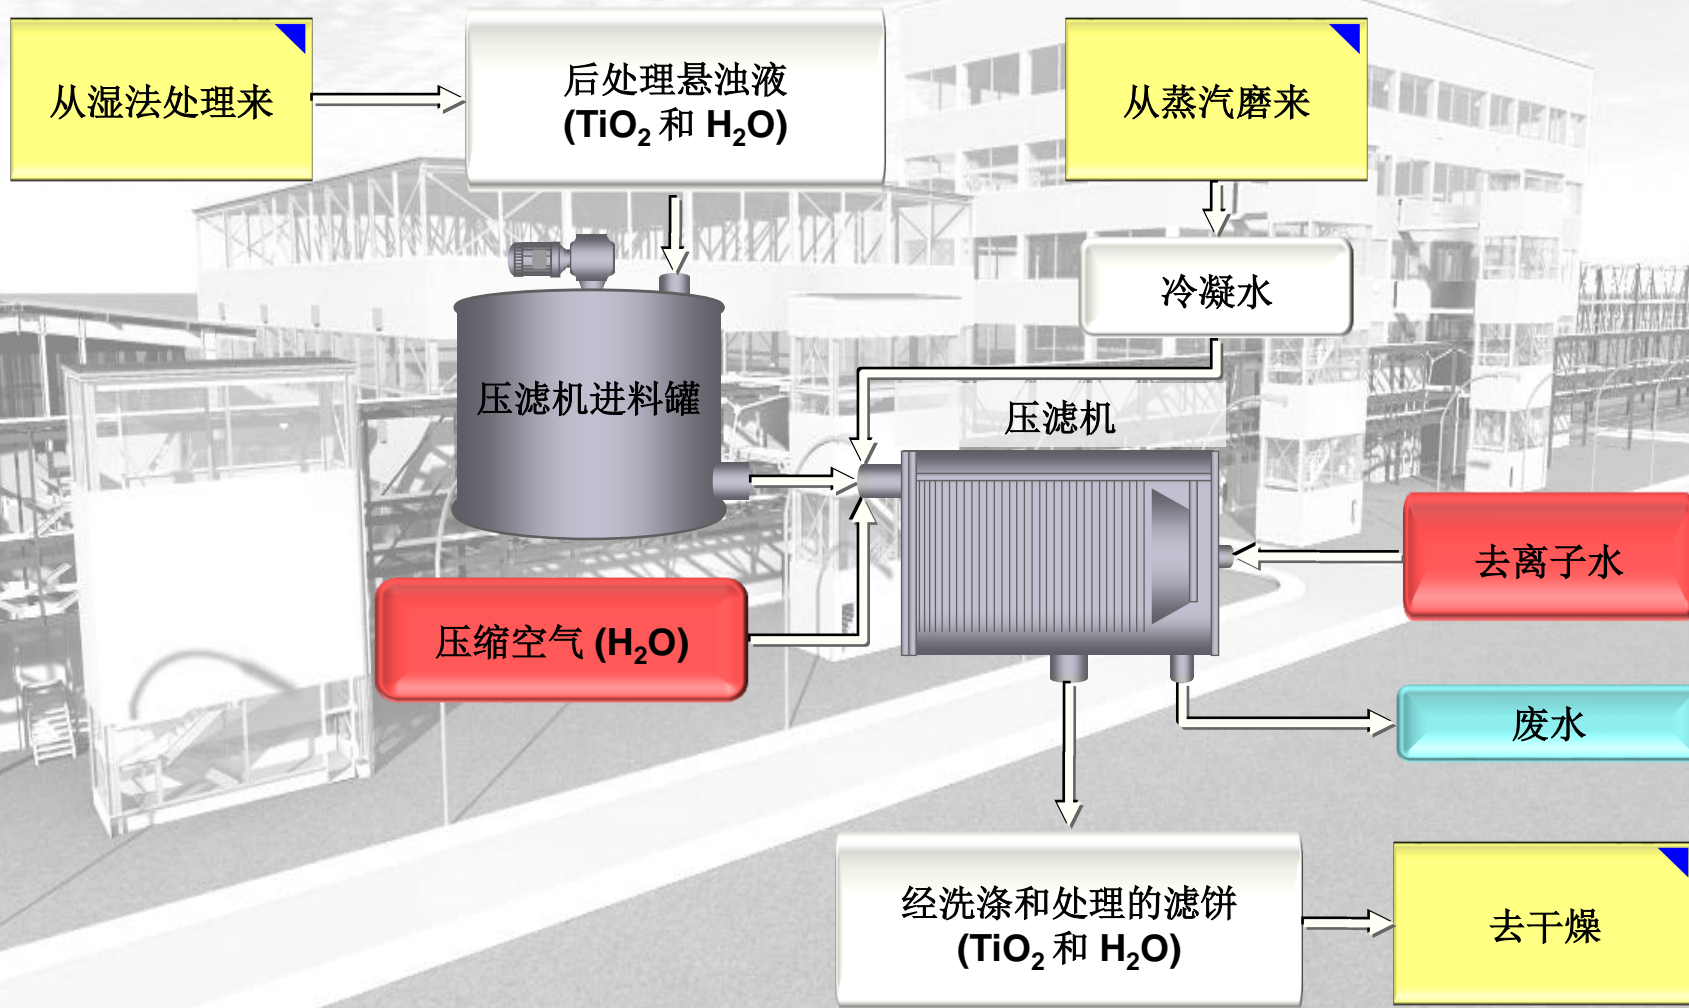 从湿法处理来
后处理悬浊液
(TiO₂ 和 H₂O)
从蒸汽磨来
冷凝水
压滤机进料罐
压滤机
去离子水
压缩空气 (H₂O)
废水
经洗涤和处理的滤饼
(TiO₂ 和 H₂O)
去干燥